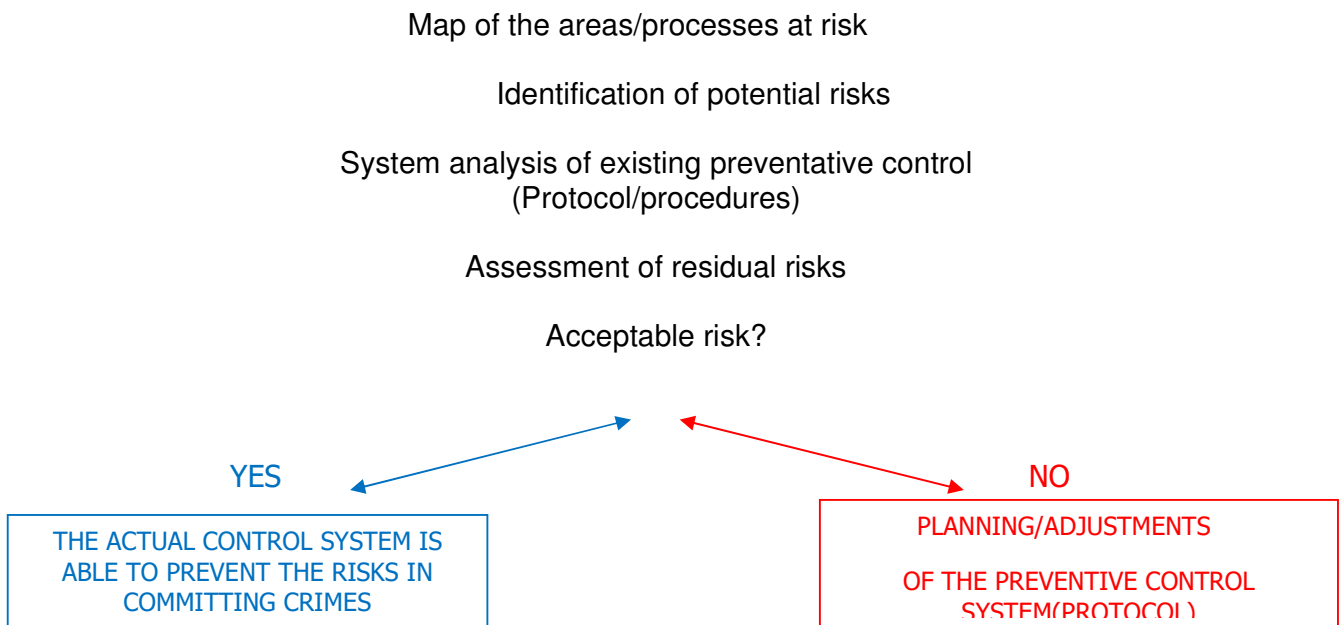 Map of the areas/processes at risk
Identification of potential risks
System analysis of existing preventative control
(Protocol/procedures)
Assessment of residual risks
Acceptable risk?
YES
NO
THE ACTUAL CONTROL SYSTEM IS
ABLE TO PREVENT THE RISKS IN
COMMITTING CRIMES
PLANNING/ADJUSTMENTS
OF THE PREVENTIVE CONTROL
SYSTEM(PROTOCOL)